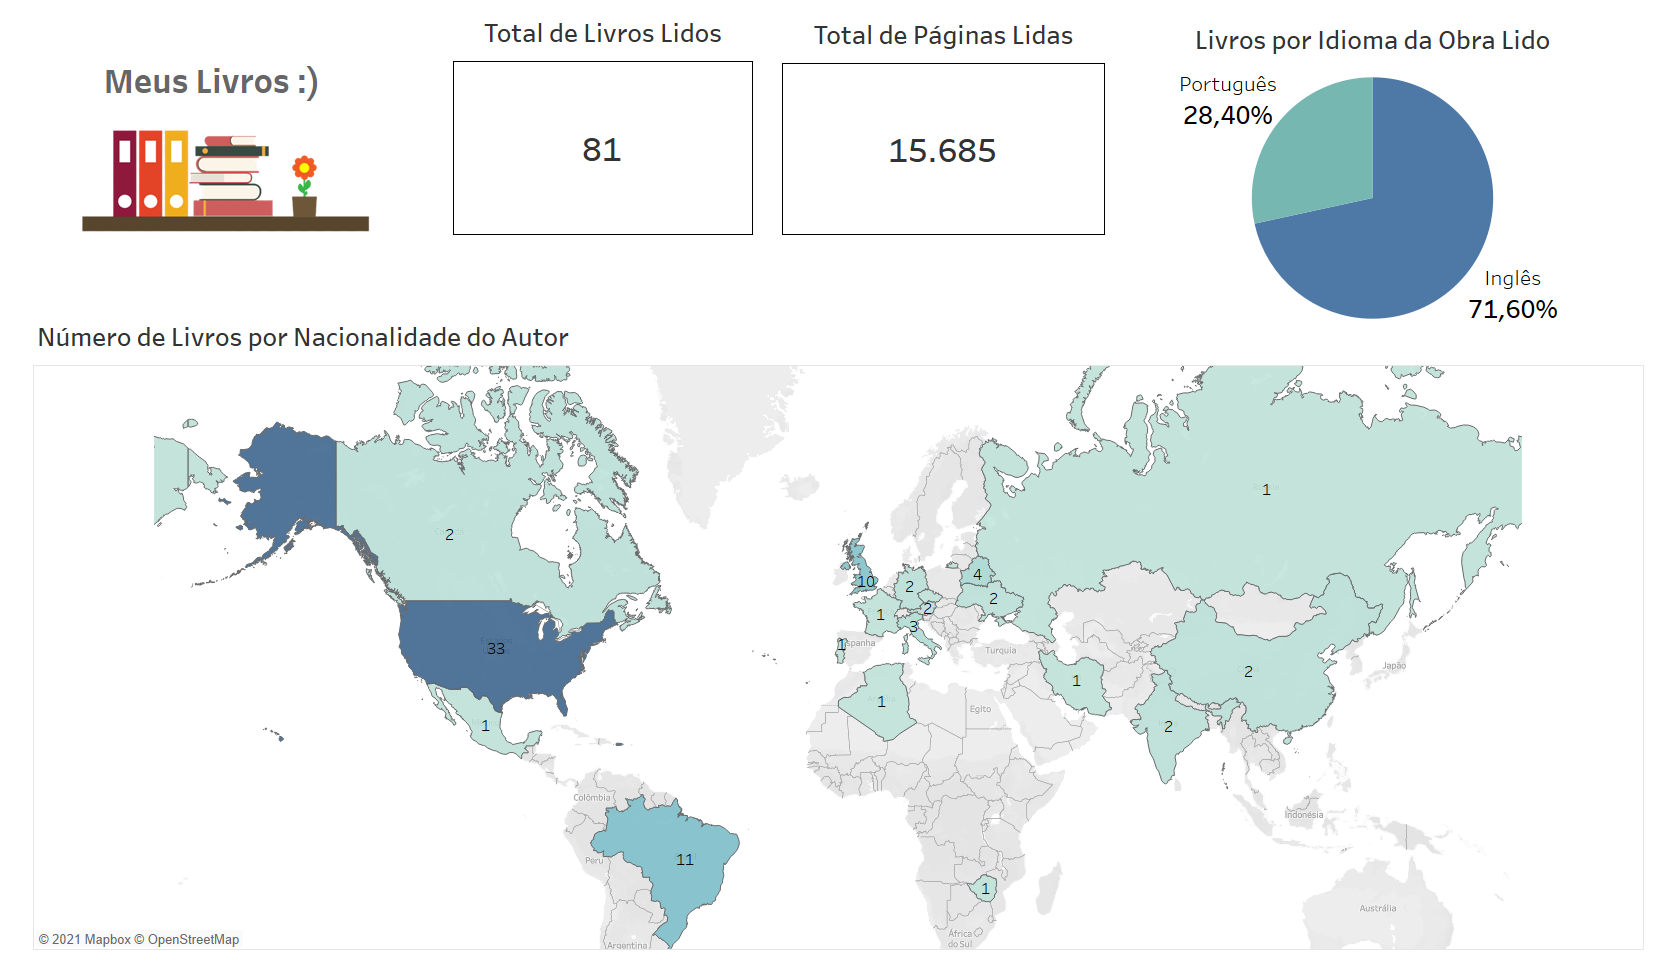 Meus Livros :)
Total de Livros Lidos
81
Total de Páginas Lidas
15.685
Livros por Idioma da Obra Lido
Português
28,40%
Inglês
71,60%
Número de Livros por Nacionalidade do Autor
1
2
10
2
4
2
1
2
3
33
1
Espanha
Turquia
Japão
1
2
1
Egito
2
1
Colômbia
Indonésia
11
Peru
1
Austrália
África
do Sul
Argentina
© 2021 Mapbox © OpenStreetMap